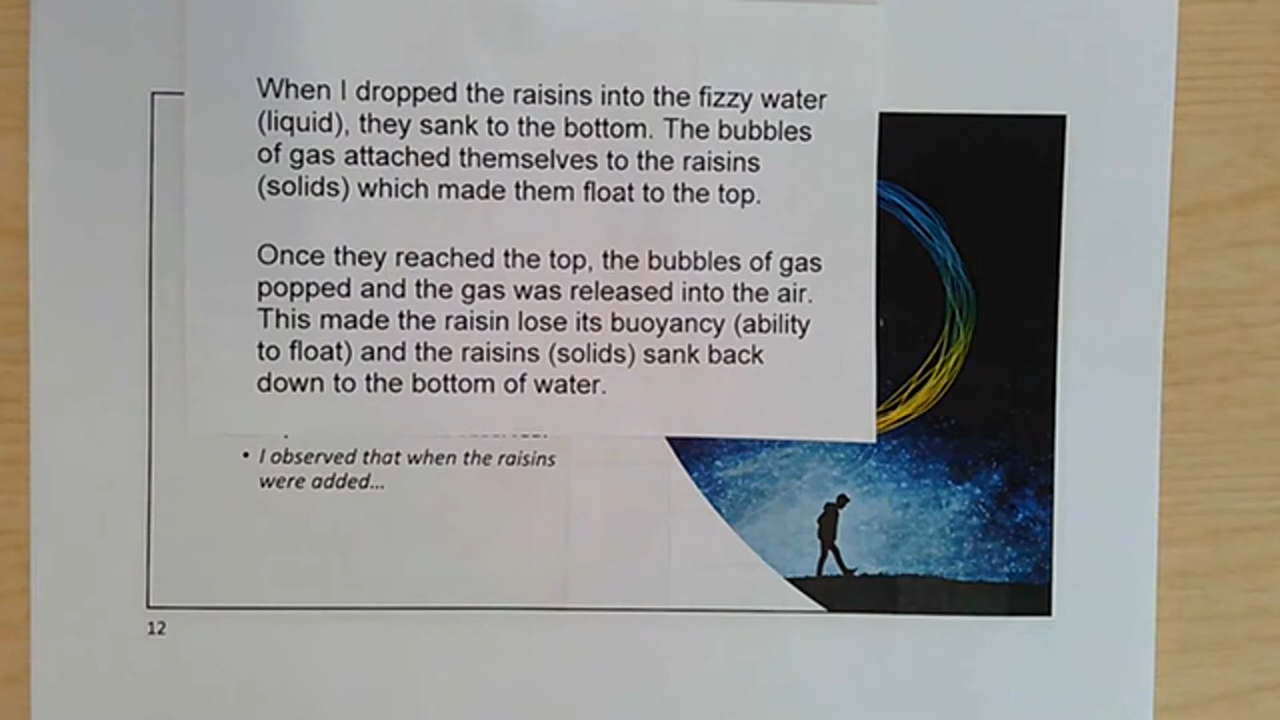 When I dropped the raisins into the fizzy water
(liquid), they sank to the bottom. The bubbles
of gas attached themselves to the raisins
(solids) which made them float to the top.
Once they reached the top, the bubbles of gas
popped and the gas was released into the air.
This made the raisin lose its buoyancy (ability
to float) and the raisins (solids) sank back
down to the bottom of water.
• I observed that when the raisins
were added...
12